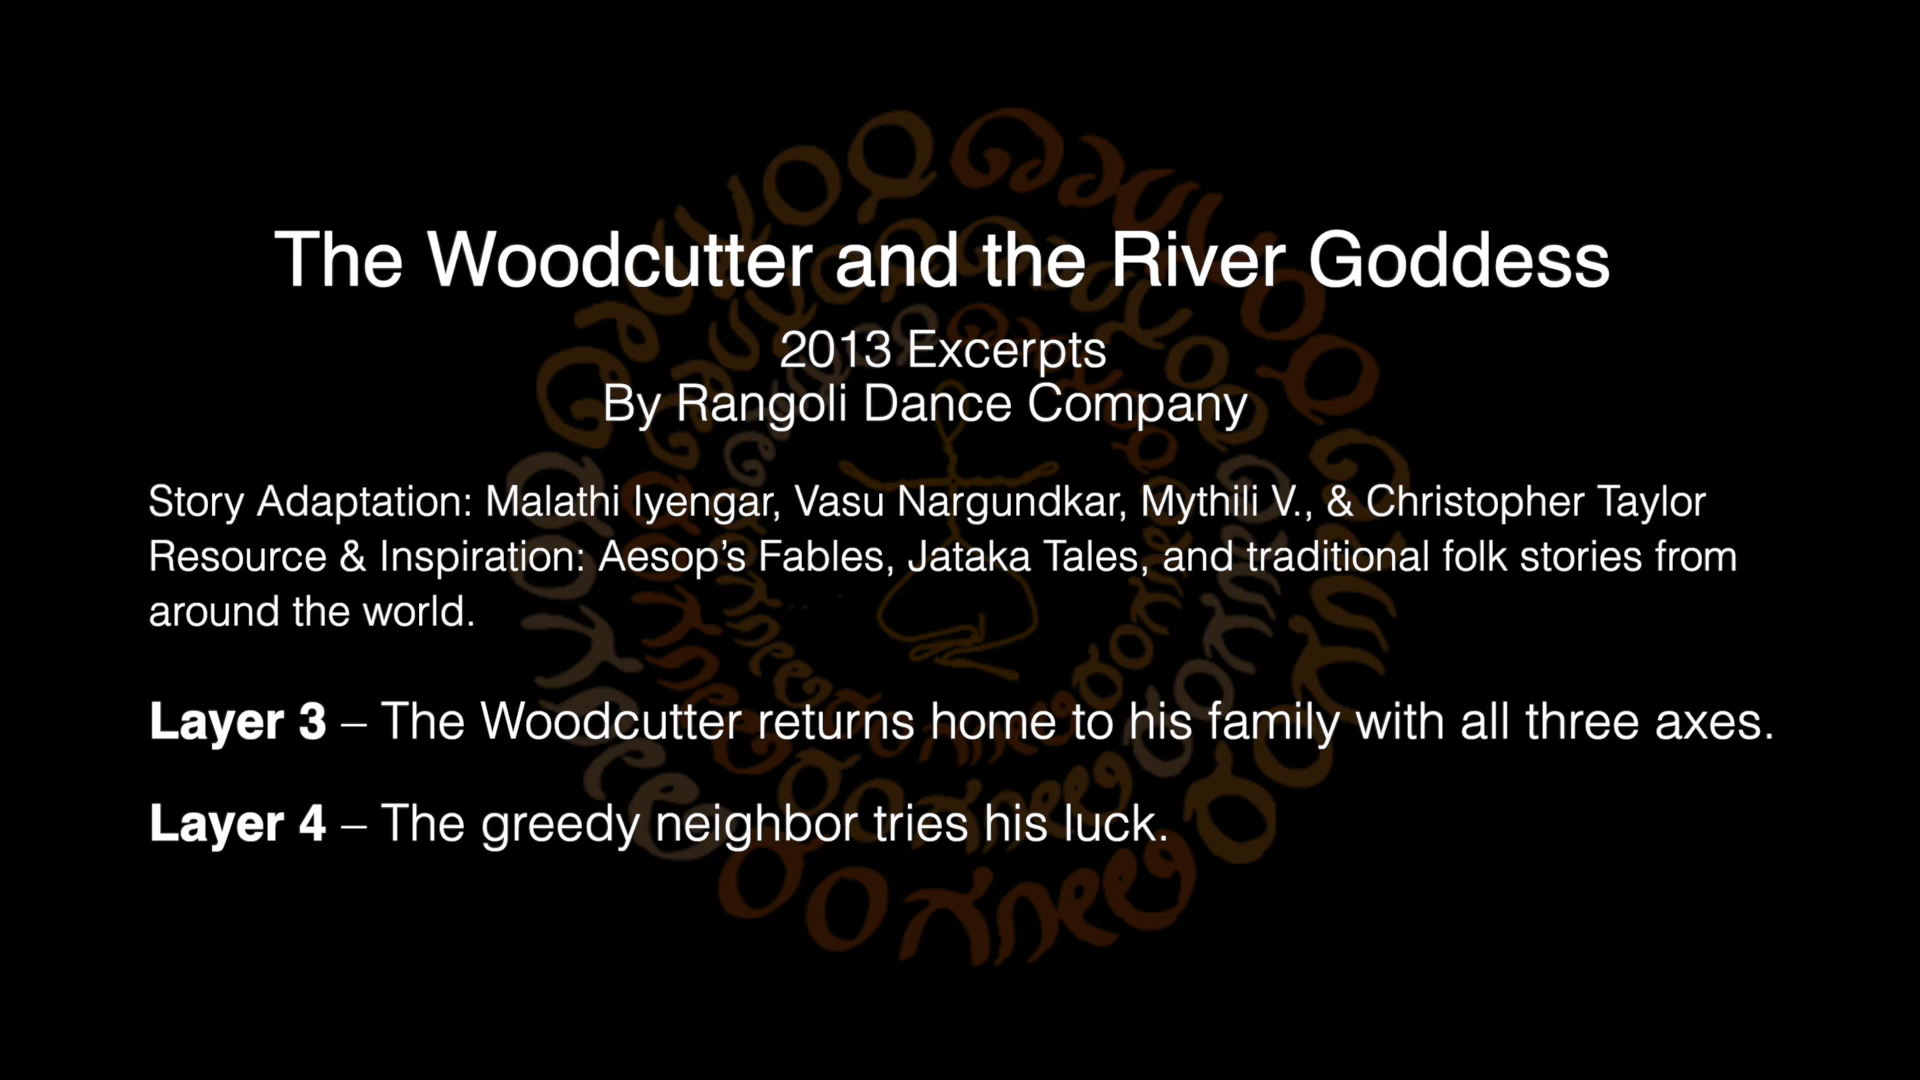 The Woodcutter and the River Goddess
2013 Excerpts
By Rangoli Dance Company
Story Adaptation: Malathi Iyengar, Vasu Nargundkar, Mythili V., & Christopher Taylor
Resource & Inspiration: Aesop’s Fables, Jataka Tales, and traditional folk stories from
around the world.
Layer 3 – The Woodcutter returns home to his family with all three axes.
Layer 4 – The greedy neighbor tries his luck.